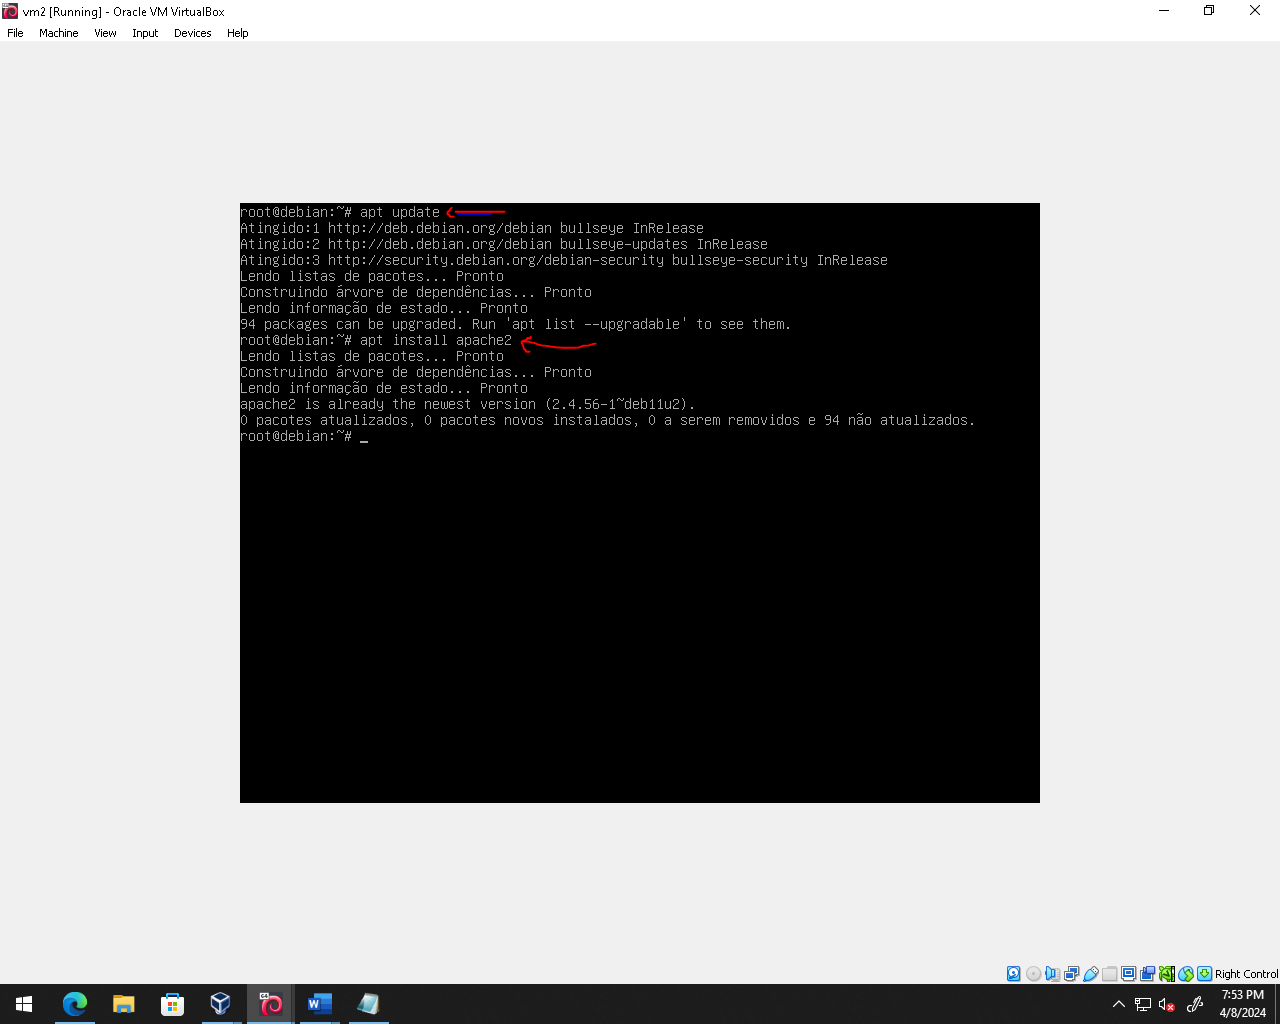 vm2 [Running] - Oracle VM VirtualBox
File Machine View Input Devices Help
root@debian:~# apt update
Atingido:1 http://deb.debian.org/debian bullseye InRelease
Atingido:2 http://deb.debian.org/debian bullseye-updates InRelease
Atingido:3 http://security.debian.org/debian-security bullseye-security InRelease
Lendo listas de pacotes... Pronto
Construindo árvore de dependências... Pronto
Lendo informação de estado... Pronto
94 packages can be upgraded. Run 'apt list --upgradable' to see them.
root@debian:~# apt install apache2
Lendo listas de pacotes... Pronto
Construindo árvore de dependências... Pronto
Lendo informação de estado... Pronto
apache2 is already the newest version (2.4.56-1~deb11u2).
0 pacotes atualizados, 0 pacotes novos instalados, 0 a serem removidos e 94 não atualizados.
root@debian:~# _
Right Control
7:53 PM
4/8/2024